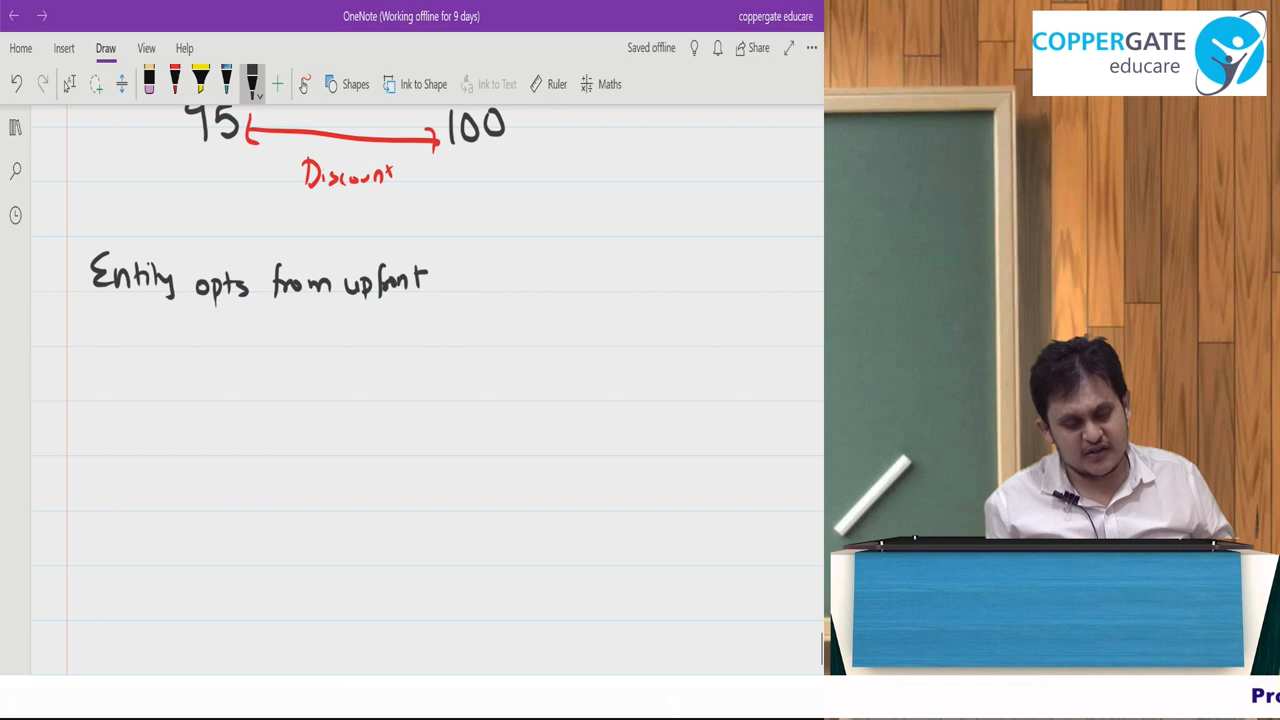 OneNote (Working offline for 9 days)
coppergate educare
Home Insert Draw View Help
Saved offline Share
Shapes Ink to Shape Ink to Text Ruler Maths
COPPERGATE
educare
95 100
Discount
Entity opts from upfront
Pro